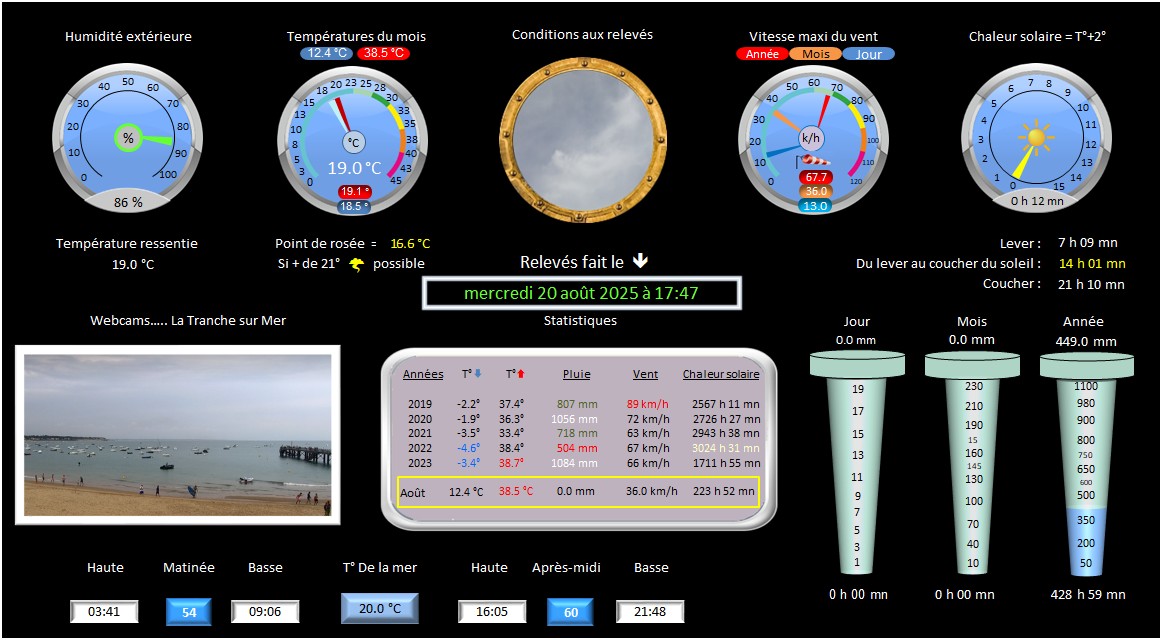 Humidité extérieure
Températures du mois
Conditions aux relevés
Vitesse maxi du vent
Chaleur solaire = T°+2°
12.4 °C 38.5 °C
Année Mois Jour
0 10 20 30 40 50 60 70 80 90 100
%
86 %
0 3 5 8 10 13 15 18 20 23 25 28 30 33 35 38 40 43 45
°C
19.0 °C
19.1 °
18.5 °
0 10 20 30 40 50 60 70 80 90 100 110 120
k/h
67.7
36.0
13.0
0 1 2 3 4 5 6 7 8 9 10 11 12 13 14 15
0 h 12 mn
Température ressentie
19.0 °C
Point de rosée = 16.6 °C
Si + de 21° possible
Relevés fait le
mercredi 20 août 2025 à 17:47
Lever : 7 h 09 mn
Du lever au coucher du soleil : 14 h 01 mn
Coucher : 21 h 10 mn
Webcams..... La Tranche sur Mer
Statistiques
Années T° T° Pluie Vent Chaleur solaire
2019 -2.2° 37.4° 807 mm 89 km/h 2567 h 11 mn
2020 -1.9° 36.3° 1056 mm 72 km/h 2726 h 27 mn
2021 -3.5° 33.4° 718 mm 63 km/h 2943 h 38 mn
2022 -4.6° 38.4° 504 mm 67 km/h 3024 h 31 mn
2023 -3.4° 38.7° 1084 mm 66 km/h 1711 h 55 mn
Août 12.4 °C 38.5 °C 0.0 mm 36.0 km/h 223 h 52 mn
Jour Mois Année
0.0 mm 0.0 mm 449.0 mm
19 230 1100
17 210 980
190 900
15 15 800
13 160 750
145 650
11 130 600
9 100 500
7 70 350
5 40 200
3 10 50
1
0 h 00 mn 0 h 00 mn 428 h 59 mn
Haute Matinée Basse T° De la mer Haute Après-midi Basse
03:41 54 09:06 20.0 °C 16:05 60 21:48